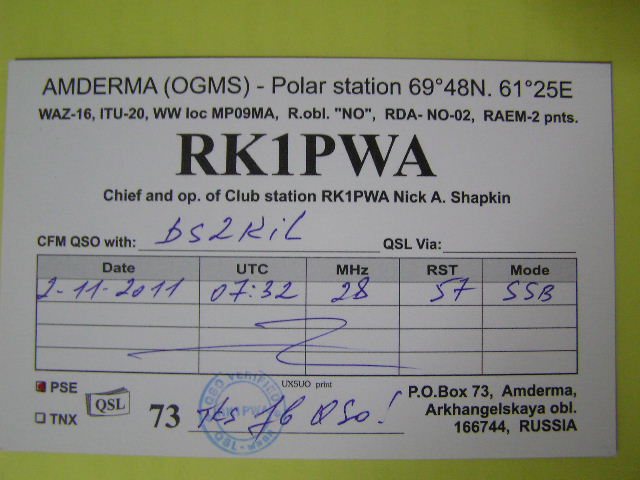 AMDERMA (OGMS) - Polar station 69°48N. 61°25E
WAZ-16, ITU-20, WW loc MP09MA, R.obl. "NO", RDA- NO-02, RAEM-2 pnts.
RK1PWA
Chief and op. of Club station RK1PWA Nick A. Shapkin
CFM QSO with: DS2KiL QSL Via:
Date UTC MHz RST Mode
2-11-2011 07:32 28 57 SSB
PSE QSL UX5UO print P.O.Box 73, Amderma,
TNX 73 TKS fb QSO! Arkhangelskaya obl.
166744, RUSSIA
RK1PWA
QSL